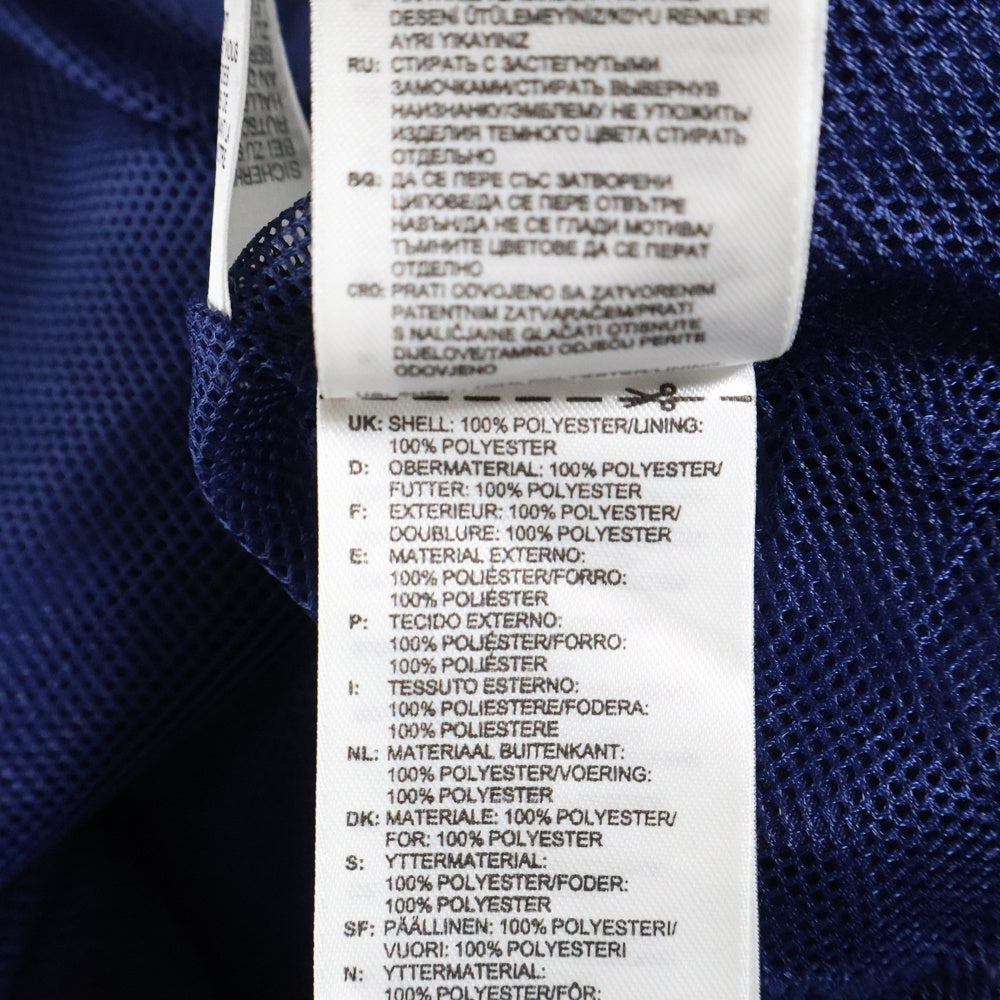 DESENİ ÜTÜLEMEYİNİZ/KOYU RENKLERİ
AYRI YIKAYINIZ
RU: СТИРАТЬ С ЗАСТЕГНУТЫМИ
ЗАМОЧКАМИ/СТИРАТЬ ВЫВЕРНУВ
НАИЗНАНКУ/ЭМБЛЕМУ НЕ УТЮЖИТЬ/
ИЗДЕЛИЯ ТЕМНОГО ЦВЕТА СТИРАТЬ
ОТДЕЛЬНО
BG: ДА СЕ ПЕРЕ СЪС ЗАТВОРЕНИ
ЦИПОВЕ/ДА СЕ ПЕРЕ ОТВЪТРЕ
НАВЪН/ДА НЕ СЕ ГЛАДИ МОТИВА/
ТЪМНИТЕ ЦВЕТОВЕ ДА СЕ ПЕРАТ
ОТДЕЛНО
CRO: PRATI ODVOJENO SA ZATVORENIM
PATENTNIM ZATVARAČEM/PRATI
S NALIČJA/NE GLAČATI OTISNUTE
DIJELOVE/TAMNU ODJEĆU PERITE
ODVOJENO
UK: SHELL: 100% POLYESTER/LINING:
100% POLYESTER
D: OBERMATERIAL: 100% POLYESTER/
FUTTER: 100% POLYESTER
F: EXTERIEUR: 100% POLYESTER/
DOUBLURE: 100% POLYESTER
E: MATERIAL EXTERNO:
100% POLIÉSTER/FORRO:
100% POLIÉSTER
P: TECIDO EXTERNO:
100% POLIÉSTER/FORRO:
100% POLIÉSTER
I: TESSUTO ESTERNO:
100% POLIESTERE/FODERA:
100% POLIESTERE
NL: MATERIAAL BUITENKANT:
100% POLYESTER/VOERING:
100% POLYESTER
DK: MATERIALE: 100% POLYESTER/
FOR: 100% POLYESTER
S: YTTERMATERIAL:
100% POLYESTER/FODER:
100% POLYESTER
SF: PÄÄLLINEN: 100% POLYESTERI/
VUORI: 100% POLYESTERI
N: YTTERMATERIAL:
100% POLYESTER/FÔR: